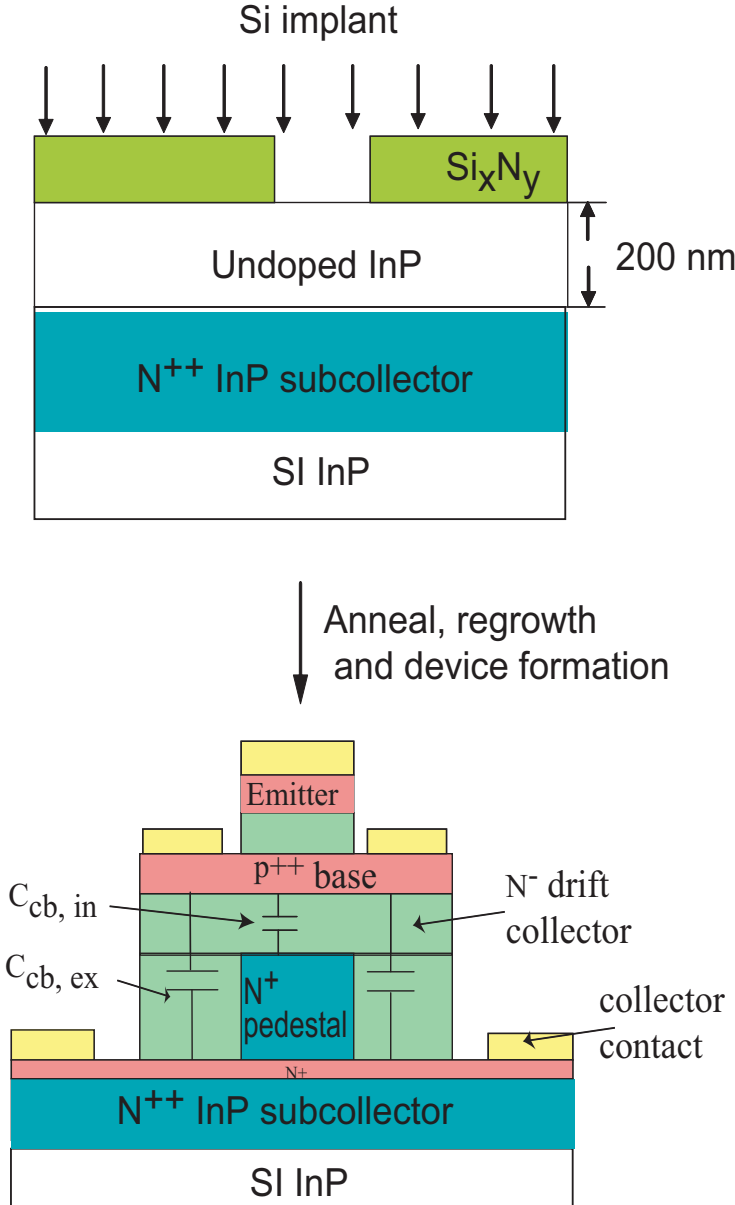 Si implant
SixNy
Undoped InP
200 nm
N++ InP subcollector
SI InP
Anneal, regrowth
and device formation
Emitter
p++ base
Ccb, in
N- drift
collector
Ccb, ex
N+
pedestal
collector
contact
N+
N++ InP subcollector
SI InP